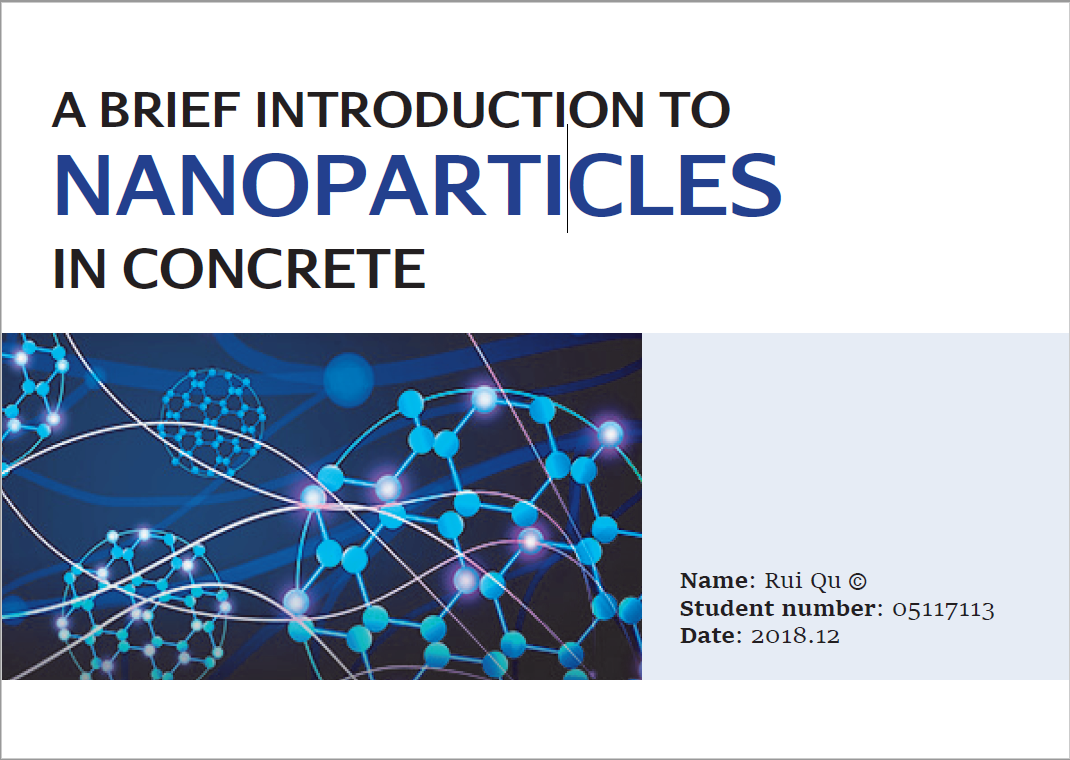 A BRIEF INTRODUCTION TO
NANOPARTICLES
IN CONCRETE
Name: Rui Qu ©
Student number: 05117113
Date: 2018.12